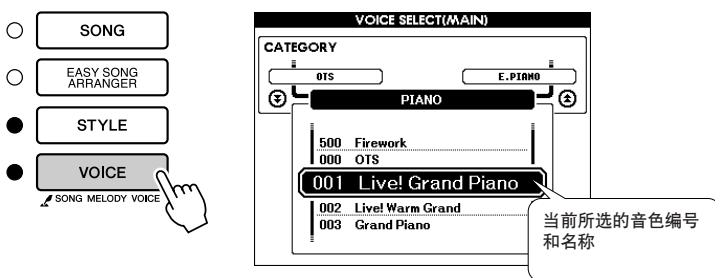 SONG
EASY SONG
ARRANGER
STYLE
VOICE
SONG MELODY VOICE
VOICE SELECT(MAIN)
CATEGORY
OTS
E.PIANO
PIANO
500 Firework
000 OTS
001 Live! Grand Piano
002 Live! Warm Grand
003 Grand Piano
当前所选的音色编号
和名称